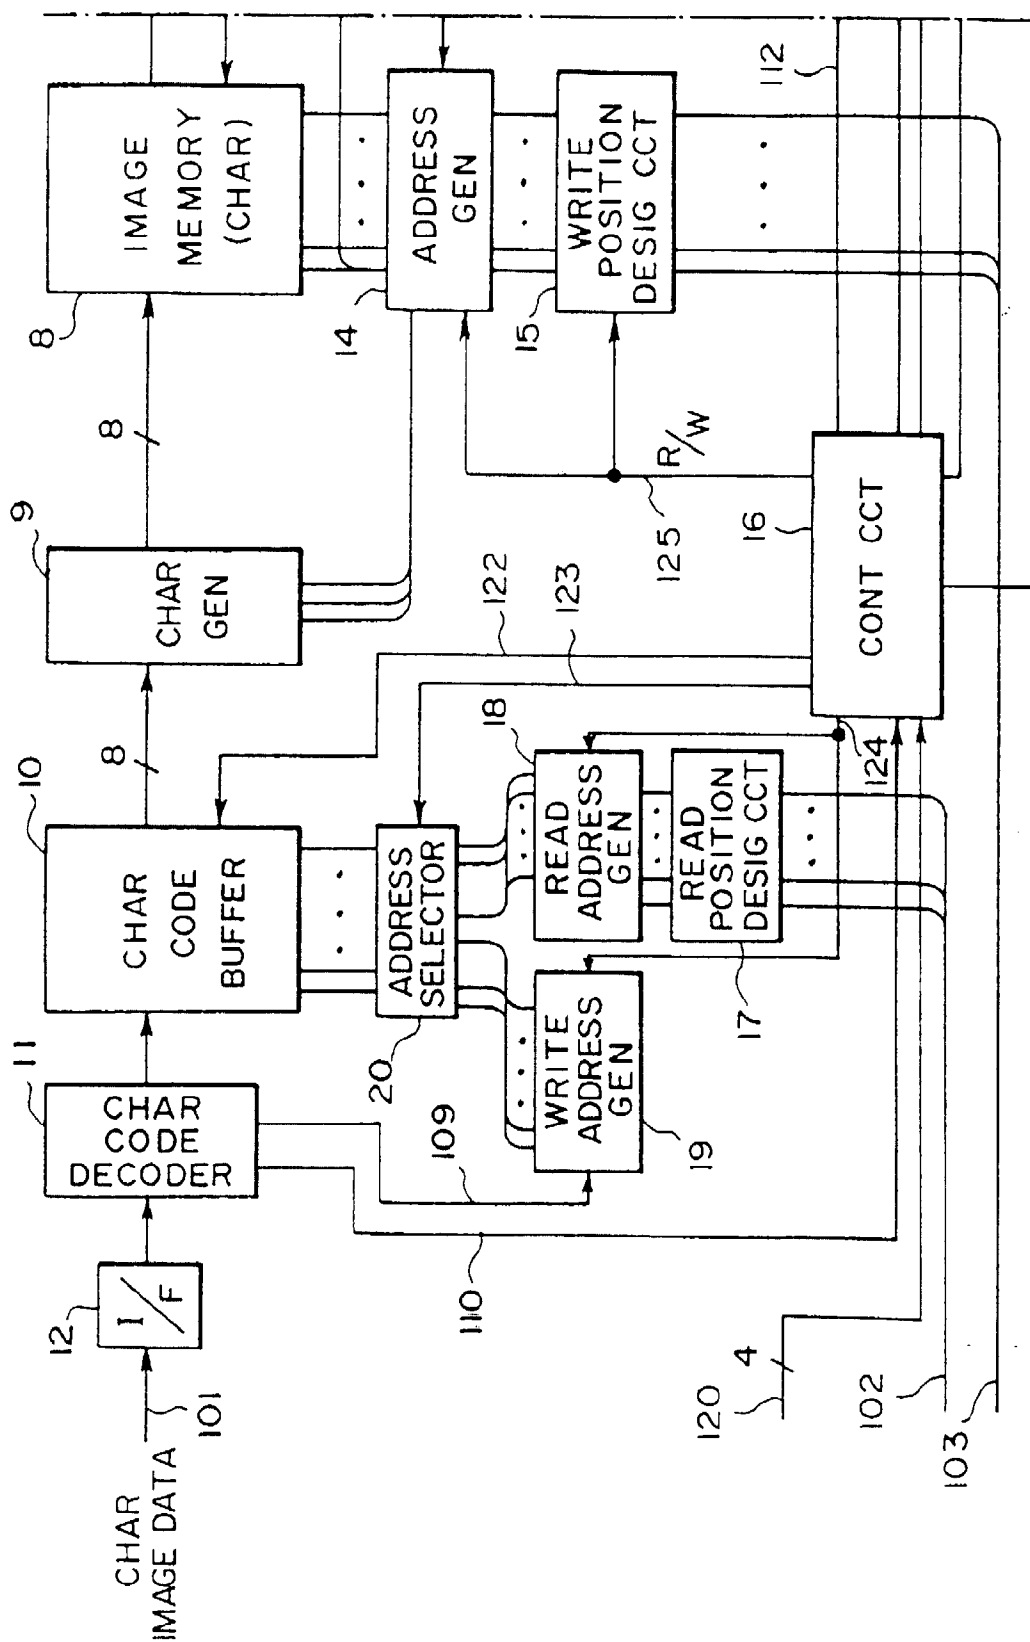 CHAR
IMAGE DATA
101
12
I/F
11
CHAR
CODE
DECODER
10
CHAR
CODE
BUFFER
8
9
CHAR
GEN
8
8
IMAGE
MEMORY
(CHAR)
109
110
20
ADDRESS
SELECTOR
122
123
14
ADDRESS
GEN
19
WRITE
ADDRESS
GEN
18
READ
ADDRESS
GEN
17
READ
POSITION
DESIG CCT
15
WRITE
POSITION
DESIG CCT
125
R/W
124
16
CONT CCT
112
120
4
102
103